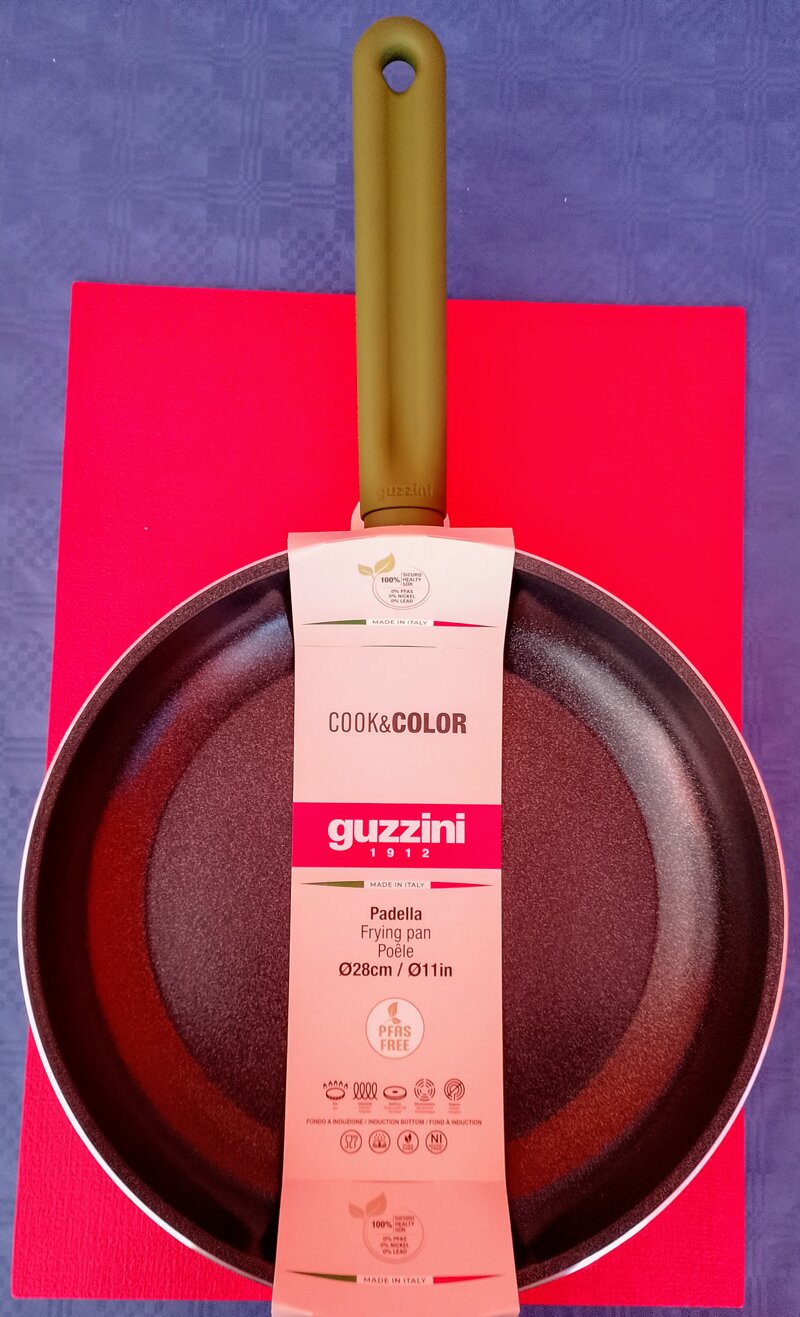 guzzini
100%
SICURO
HEALTY
SÛR
0% PFAS
0% NICKEL
0% LEAD
MADE IN ITALY
COOK&COLOR
guzzini
1912
MADE IN ITALY
Padella
Frying pan
Poêle
Ø28cm / Ø11in
PFAS
FREE
FONDO A INDUZIONE / INDUCTION BOTTOM / FOND À INDUCTION
NI
100%
SICURO
HEALTY
SÛR
0% PFAS
0% NICKEL
0% LEAD
MADE IN ITALY